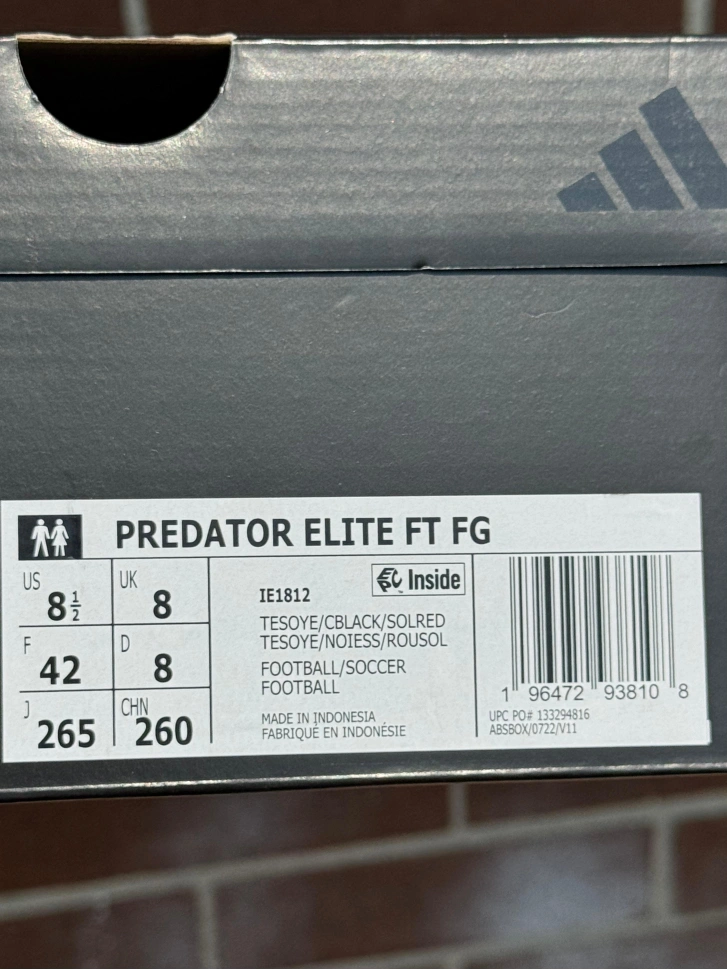 PREDATOR ELITE FT FG
US 8 1/2
UK 8
F 42
D 8
J 265
CHN 260
IE1812
Inside
TESOYE/CBLACK/SOLRED
TESOYE/NOIESS/ROUSOL
FOOTBALL/SOCCER
FOOTBALL
MADE IN INDONESIA
FABRIQUÉ EN INDONÉSIE
1 96472 93810 8
UPC PO# 133294816
ABSBOX/0722/V11